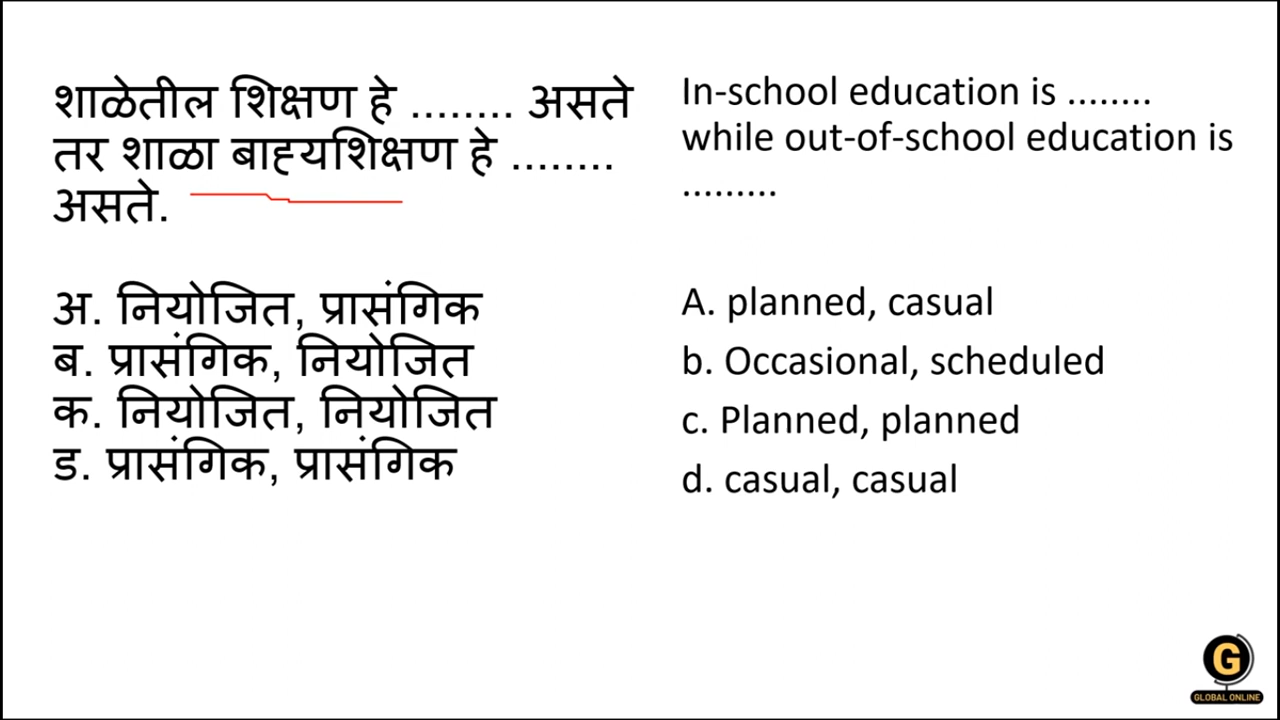 शाळेतील शिक्षण हे ........ असते
तर शाळा बाह्यशिक्षण हे ........
असते.
अ. नियोजित, प्रासंगिक
ब. प्रासंगिक, नियोजित
क. नियोजित, नियोजित
ड. प्रासंगिक, प्रासंगिक
In-school education is ........
while out-of-school education is
.........
A. planned, casual
b. Occasional, scheduled
c. Planned, planned
d. casual, casual
G
GLOBAL ONLINE